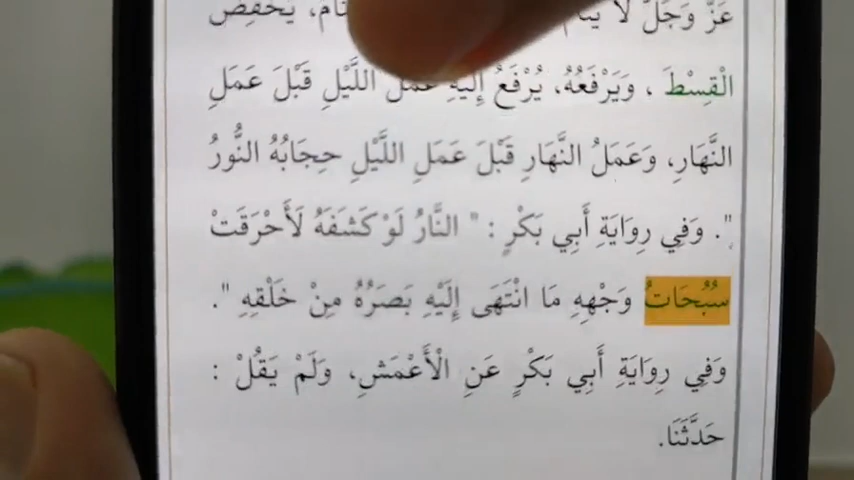 عَزَّ وَجَلَّ لَا يَنَامُ، يَخْفِضُ
الْقِسْطَ ، وَيَرْفَعُهُ، يُرْفَعُ إِلَيْهِ عَمَلُ اللَّيْلِ قَبْلَ عَمَلِ
النَّهَارِ، وَعَمَلُ النَّهَارِ قَبْلَ عَمَلِ اللَّيْلِ حِجَابُهُ النُّورُ
". وَفِي رِوَايَةِ أَبِي بَكْرٍ : " النَّارُ لَوْ كَشَفَهُ لَأَحْرَقَتْ
سُبُحَاتُ وَجْهِهِ مَا انْتَهَى إِلَيْهِ بَصَرُهُ مِنْ خَلْقِهِ ".
وَفِي رِوَايَةِ أَبِي بَكْرٍ عَنِ الْأَعْمَشِ، وَلَمْ يَقُلْ :
حَدَّثَنَا.